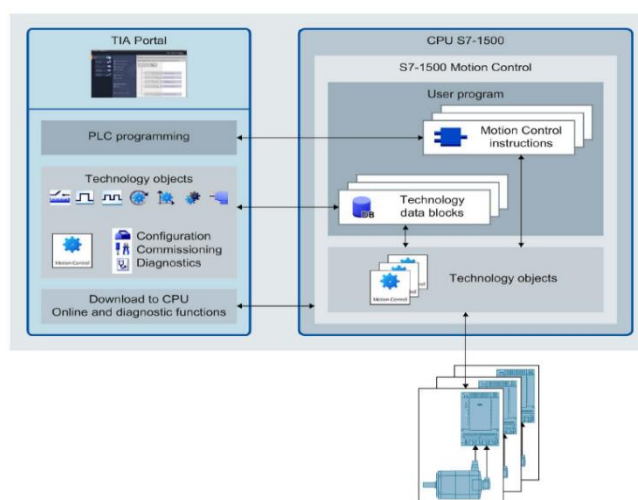 TIA Portal
PLC programming
Technology objects
Motion Control
Configuration
Commissioning
Diagnostics
Download to CPU
Online and diagnostic functions
CPU S7-1500
S7-1500 Motion Control
User program
Motion Control
instructions
DB
Technology
data blocks
Motion Control
Technology objects